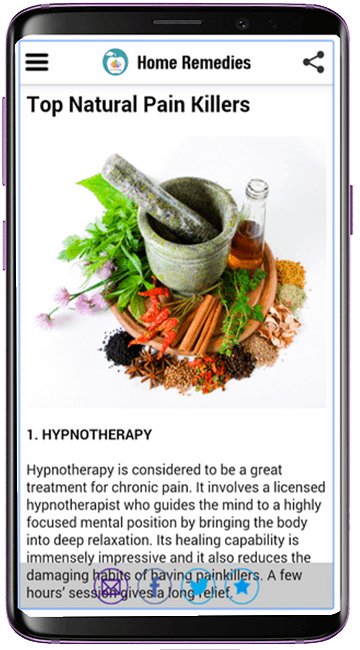 Home Remedies
Top Natural Pain Killers
1. HYPNOTHERAPY
Hypnotherapy is considered to be a great
treatment for chronic pain. It involves a licensed
hypnotherapist who guides the mind to a highly
focused mental position by bringing the body
into deep relaxation. Its healing capability is
immensely impressive and it also reduces the
damaging habits of having painkillers. A few
hours' session gives a long relief.